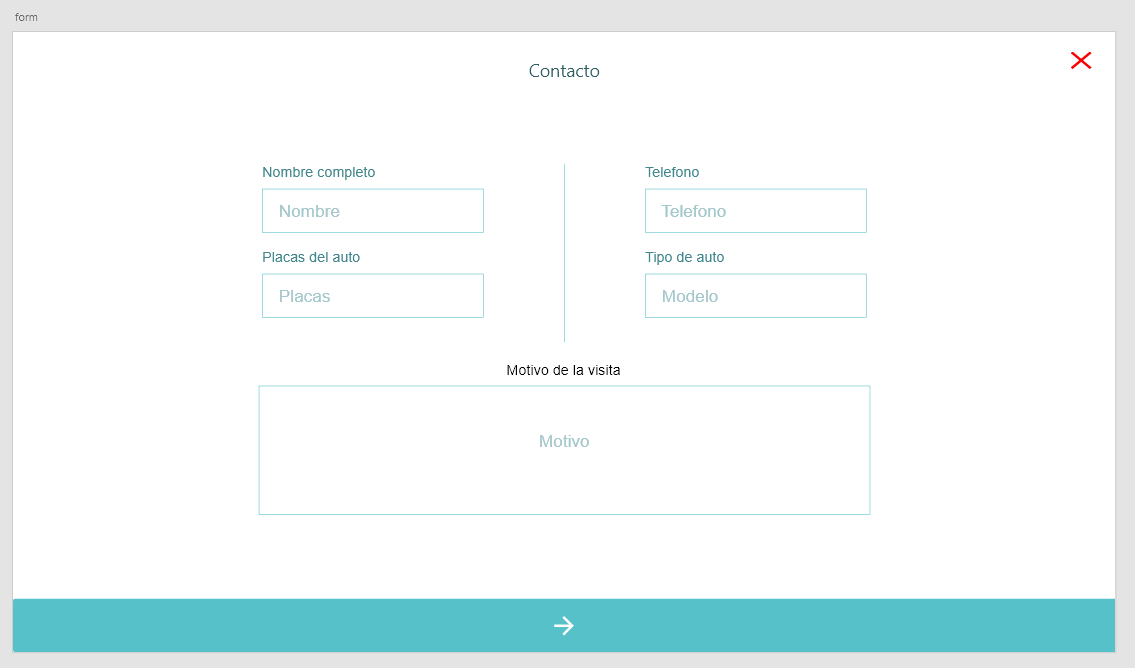 form
Contacto
Nombre completo
Nombre
Telefono
Telefono
Placas del auto
Placas
Tipo de auto
Modelo
Motivo de la visita
Motivo